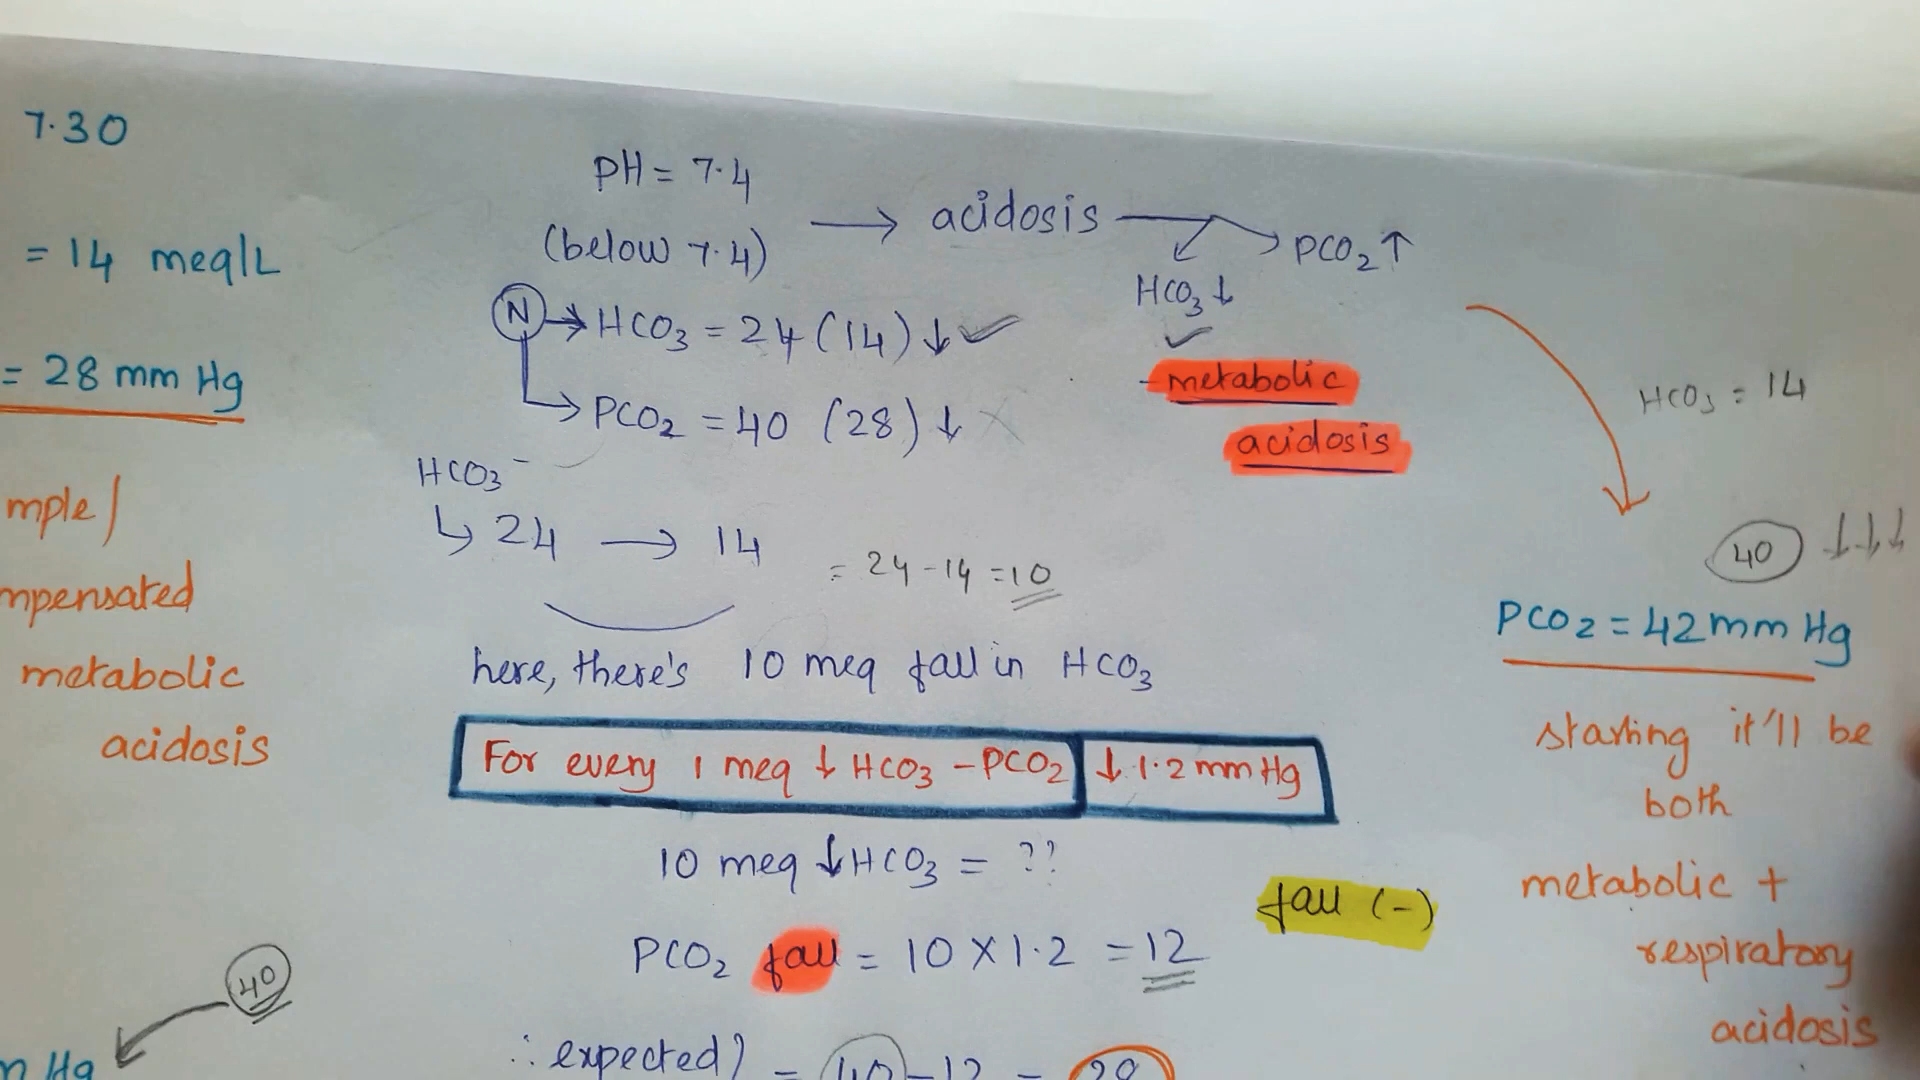 7.30
= 14 meq/L
= 28 mm Hg
mple/
mpensated
metabolic
acidosis
40
m Hg
PH = 7.4
(below 7.4) → acidosis → PCO2 ↑
HCO3 ↓
N → HCO3 = 24 (14) ↓ ✓
✓
- metabolic
acidosis
→ PCO2 = 40 (28) ↓ ×
HCO3⁻
↳ 24 → 14
= 24 - 14 = 10
here, there's 10 meq fall in HCO3
For every 1 meq ↓ HCO3 - PCO2 ↓ 1.2 mm Hg
10 meq ↓ HCO3 = ??
fall (-)
PCO2 fall = 10 X 1.2 = 12
∴ expected} = 40 - 12 = 28
HCO3 = 14
40 ↓↓↓
PCO2 = 42 mm Hg
starting it'll be
both
metabolic +
respiratory
acidosis